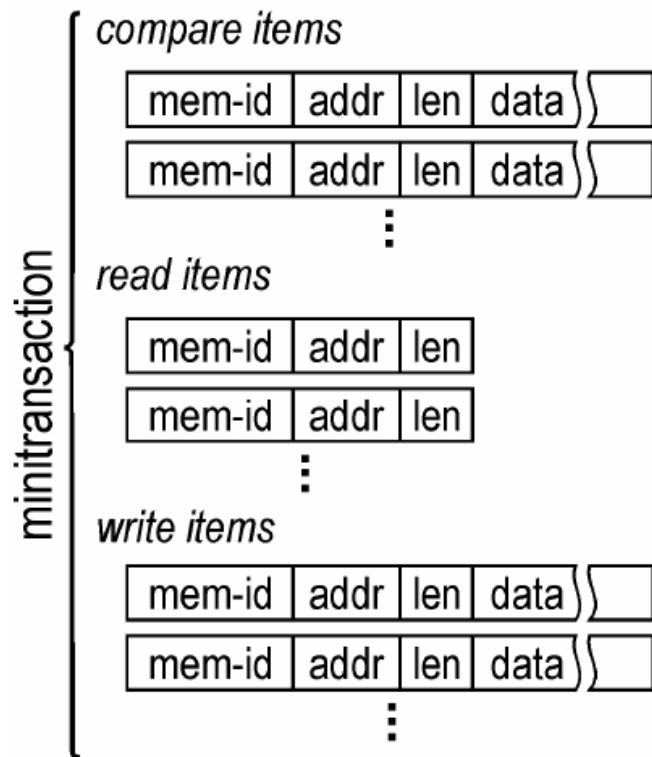 compare items
mem-id addr len data
mem-id addr len data
read items
mem-id addr len
mem-id addr len
write items
mem-id addr len data
mem-id addr len data
minitransaction